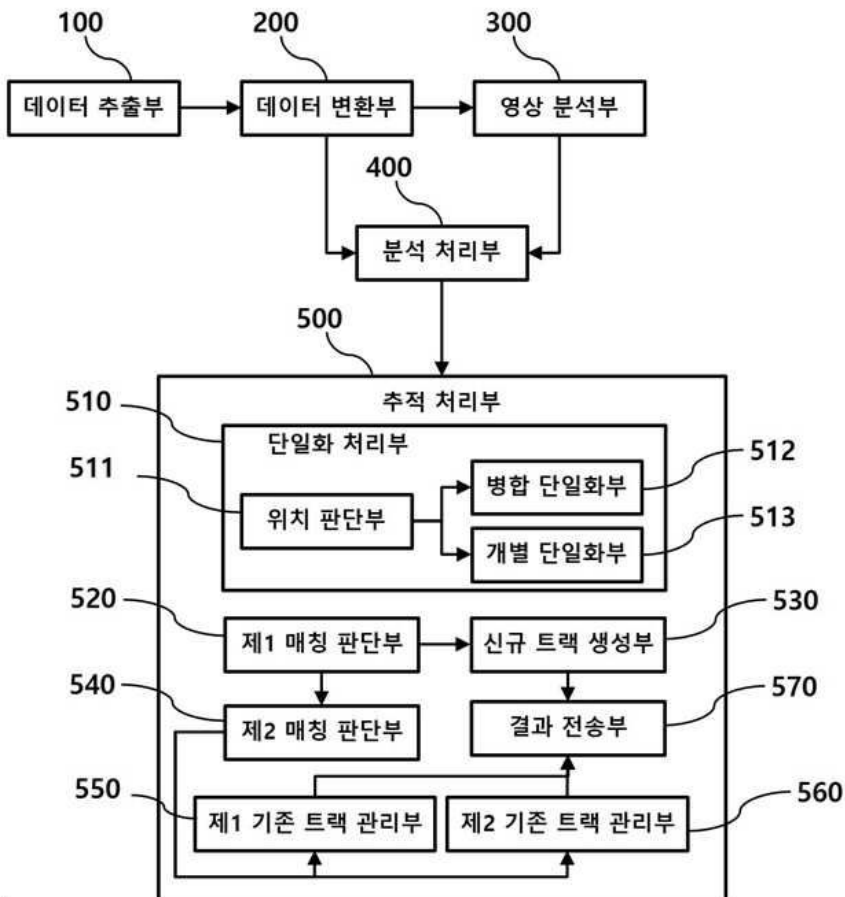 100
200
300
데이터 추출부
데이터 변환부
영상 분석부
400
분석 처리부
500
추적 처리부
510
단일화 처리부
511
위치 판단부
병합 단일화부
512
개별 단일화부
513
520
제1 매칭 판단부
신규 트랙 생성부
530
540
제2 매칭 판단부
결과 전송부
570
550
제1 기존 트랙 관리부
제2 기존 트랙 관리부
560